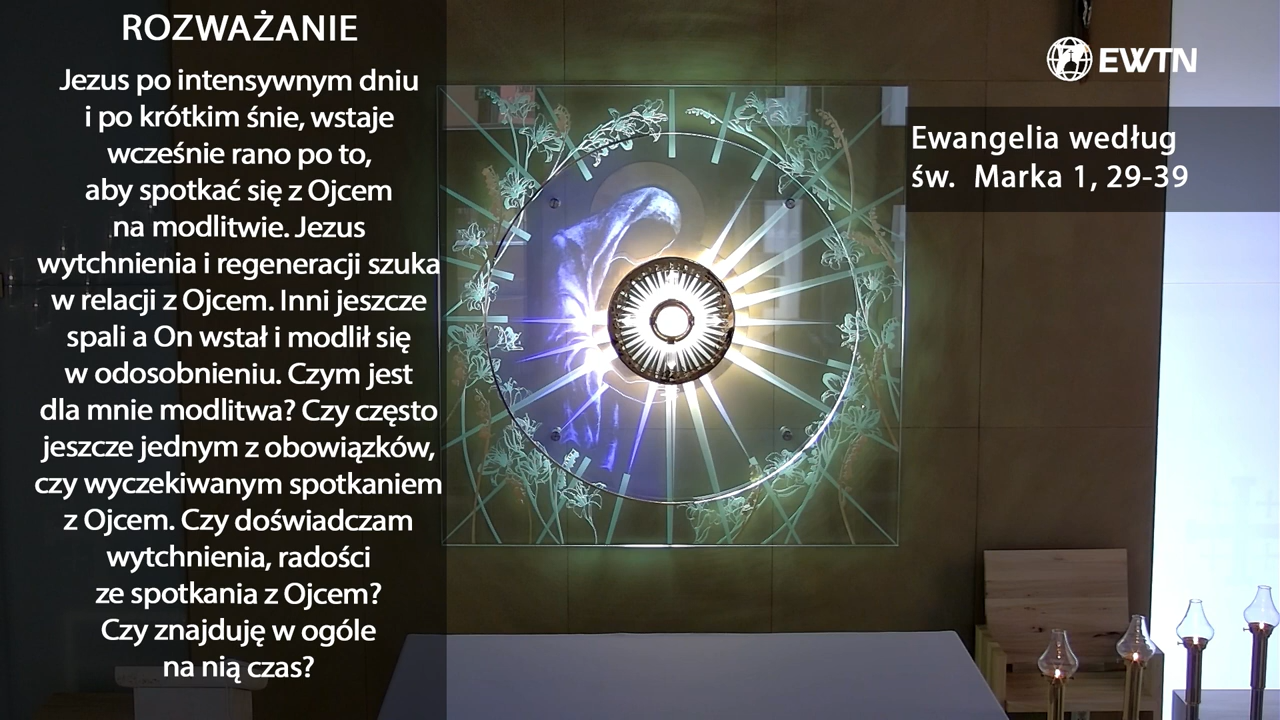 ROZWAŻANIE
Jezus po intensywnym dniu
i po krótkim śnie, wstaje
wcześnie rano po to,
aby spotkać się z Ojcem
na modlitwie. Jezus
wytchnienia i regeneracji szuka
w relacji z Ojcem. Inni jeszcze
spali a On wstał i modlił się
w odosobnieniu. Czym jest
dla mnie modlitwa? Czy często
jeszcze jednym z obowiązków,
czy wyczekiwanym spotkaniem
z Ojcem. Czy doświadczam
wytchnienia, radości
ze spotkania z Ojcem?
Czy znajduję w ogóle
na nią czas?
EWTN
Ewangelia według
św. Marka 1, 29-39